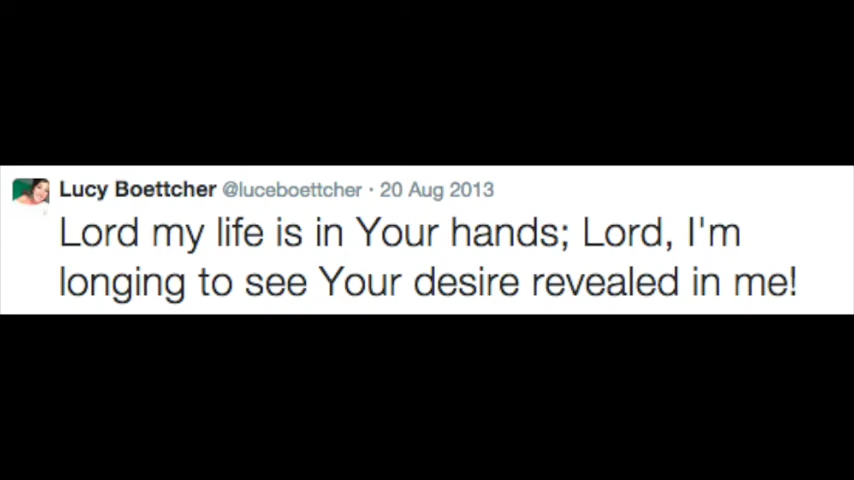 Lucy Boettcher @luceboettcher · 20 Aug 2013
Lord my life is in Your hands; Lord, I'm
longing to see Your desire revealed in me!